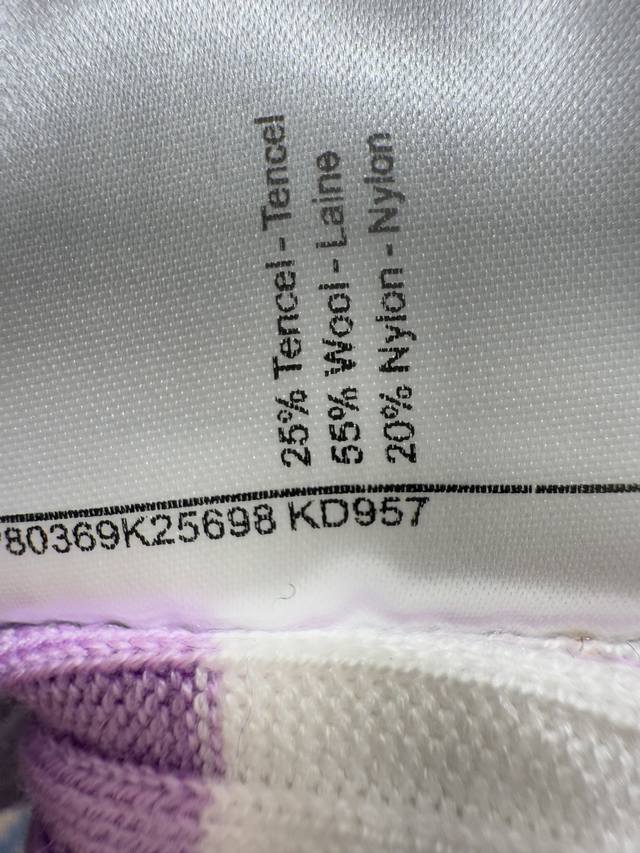 25% Tencel - Tencel
55% Wool - Laine
20% Nylon - Nylon
80369K25698 KD957